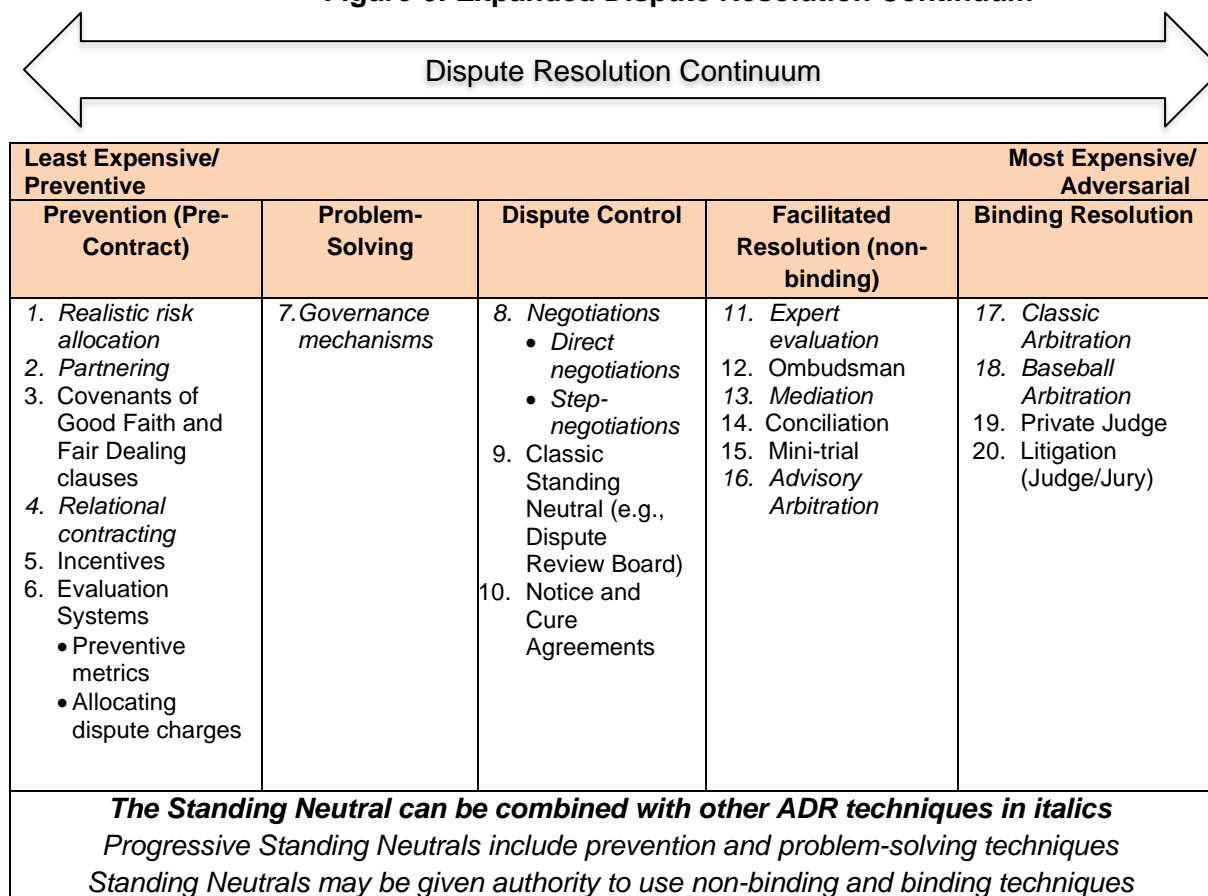 Expanded Dispute Resolution Continuum
Dispute Resolution Continuum
Least Expensive/
Preventive
Most Expensive/
Adversarial
Prevention (Pre-
Contract)
Problem-
Solving
Dispute Control
Facilitated
Resolution (non-
binding)
Binding Resolution
1. Realistic risk
allocation
2. Partnering
3. Covenants of
Good Faith and
Fair Dealing
clauses
4. Relational
contracting
5. Incentives
6. Evaluation
Systems
• Preventive
metrics
• Allocating
dispute charges
7. Governance
mechanisms
8. Negotiations
• Direct
negotiations
• Step-
negotiations
9. Classic
Standing
Neutral (e.g.,
Dispute
Review Board)
10. Notice and
Cure
Agreements
11. Expert
evaluation
12. Ombudsman
13. Mediation
14. Conciliation
15. Mini-trial
16. Advisory
Arbitration
17. Classic
Arbitration
18. Baseball
Arbitration
19. Private Judge
20. Litigation
(Judge/Jury)
The Standing Neutral can be combined with other ADR techniques in italics
Progressive Standing Neutrals include prevention and problem-solving techniques
Standing Neutrals may be given authority to use non-binding and binding techniques